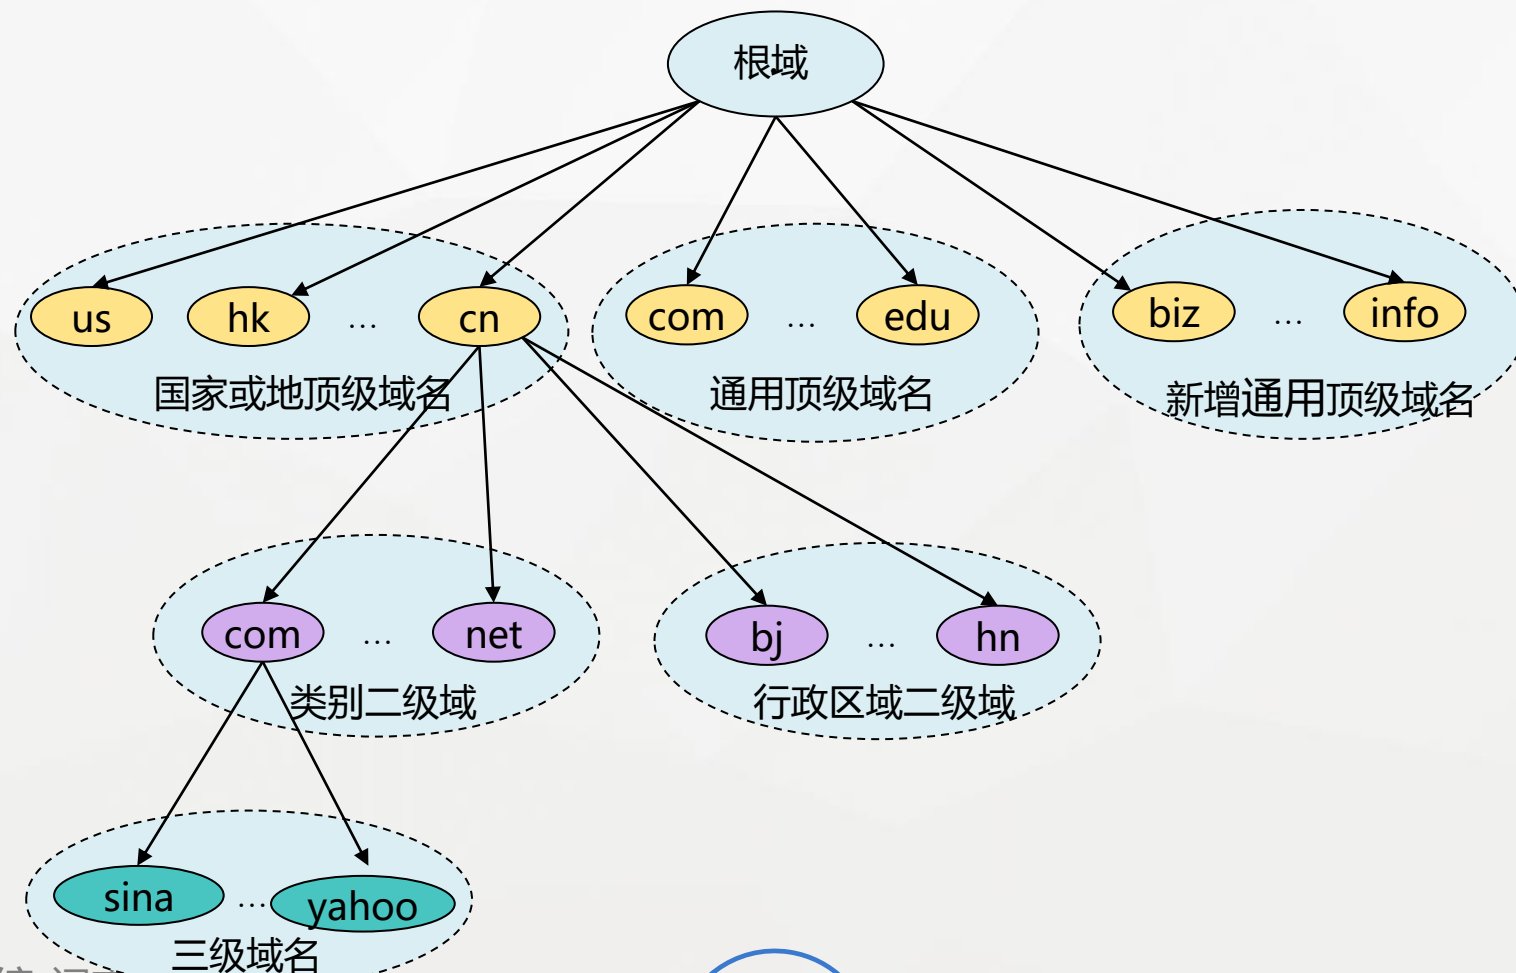 根域
us hk … cn com … edu biz … info
国家或地顶级域名 通用顶级域名 新增通用顶级域名
com … net bj … hn
类别二级域 行政区域二级域
sina … yahoo
三级域名